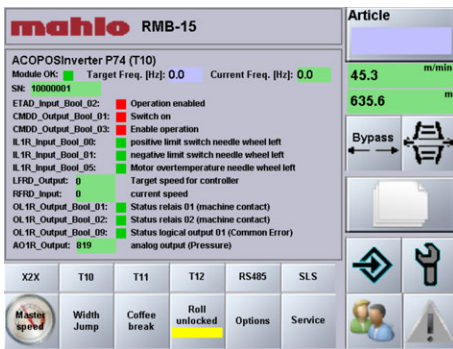 mahlo RMB-15
Article
ACOPOSInverter P74 (T10)
Module OK: Target Freq. [Hz]: 0.0 Current Freq. [Hz]: 0.0
SN: 10000001
ETAD_Input_Bool_02: Operation enabled
CMDD_Output_Bool_01: Switch on
CMDD_Output_Bool_03: Enable operation
IL1R_Input_Bool_00: positive limit switch needle wheel left
IL1R_Input_Bool_01: negative limit switch needle wheel left
IL1R_Input_Bool_05: Motor overtemperature needle wheel left
LFRD_Output: 0 Target speed for controller
RFRD_Input: 0 current speed
OL1R_Output_Bool_01: Status relais 01 (machine contact)
OL1R_Output_Bool_02: Status relais 02 (machine contact)
OL1R_Output_Bool_09: Status logical output 01 (Common Error)
AO1R_Output: 819 analog output (Pressure)
45.3 m/min
635.6 m
Bypass
X2X T10 T11 T12 RS485 SLS
Master speed
Width Jump
Coffee break
Roll unlocked
Options
Service